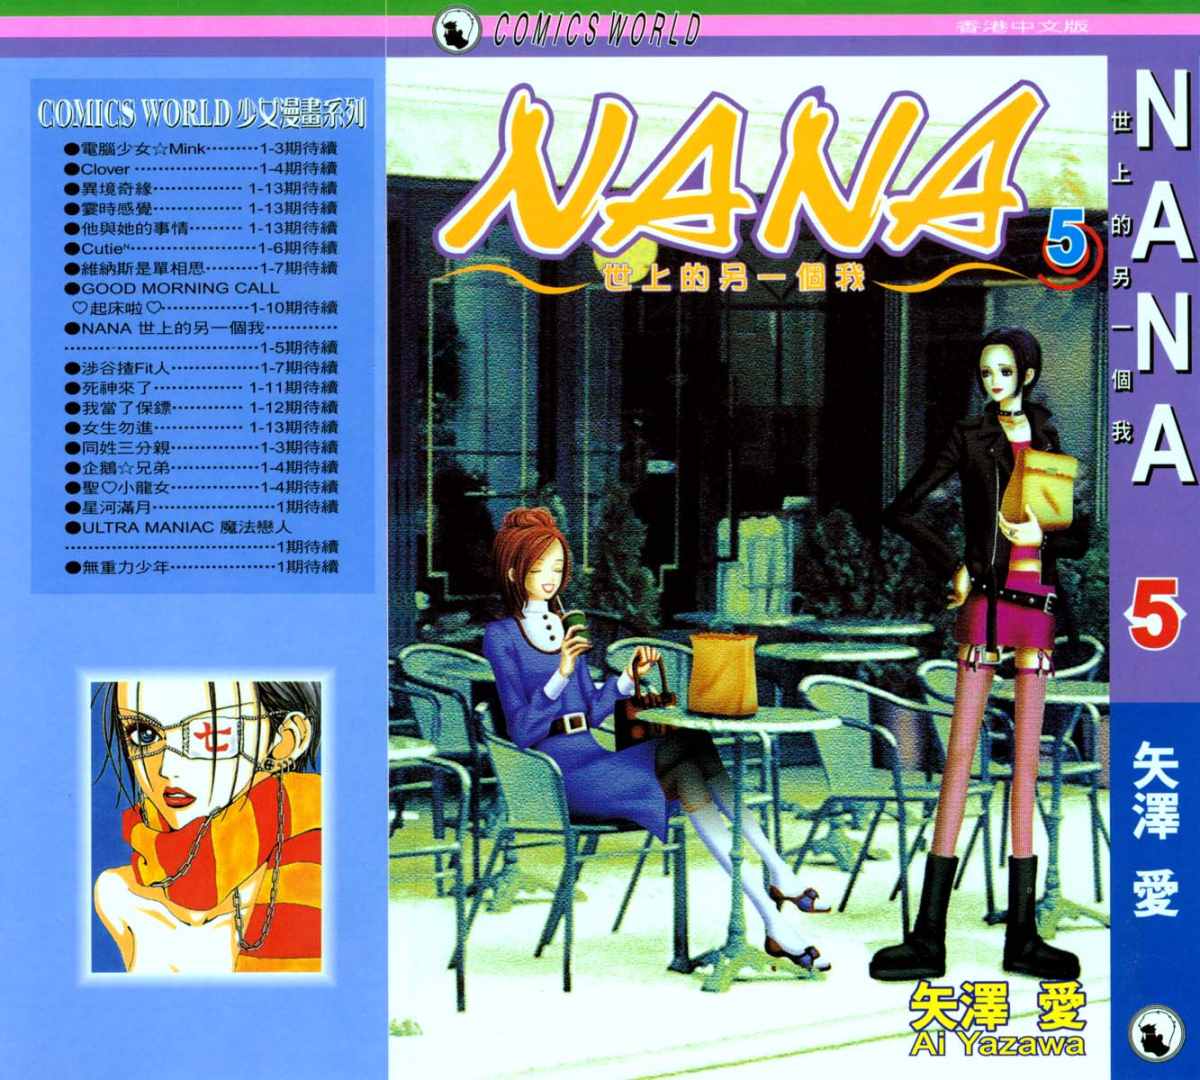 COMICS WORLD
香港中文版
COMICS WORLD 少女漫畫系列
●電腦少女☆Mink………1-3期待續
●Clover ……………1-4期待續
●異境奇緣………… 1-13期待續
●霎時感覺………… 1-13期待續
●他與她的事情………1-13期待續
●Cutie………………1-6期待續
●維納斯是單相思………1-7期待續
●GOOD MORNING CALL
♡起床啦♡…………1-10期待續
●NANA 世上的另一個我…………
………………………1-5期待續
●涉谷揸Fit人…………1-7期待續
●死神來了…………1-11期待續
●我當了保鏢………… 1-12期待續
●女生勿進…………1-13期待續
●同姓三分親…………1-3期待續
●企鵝☆兄弟…………1-4期待續
●聖♡小龍女…………1-4期待續
●星河滿月……………1期待續
●ULTRA MANIAC 魔法戀人
………………………1期待續
●無重力少年…………1期待續
七
NANA
5
世上的另一個我
矢澤 愛
Ai Yazawa
NANA
世上的另一個我
5
矢澤 愛